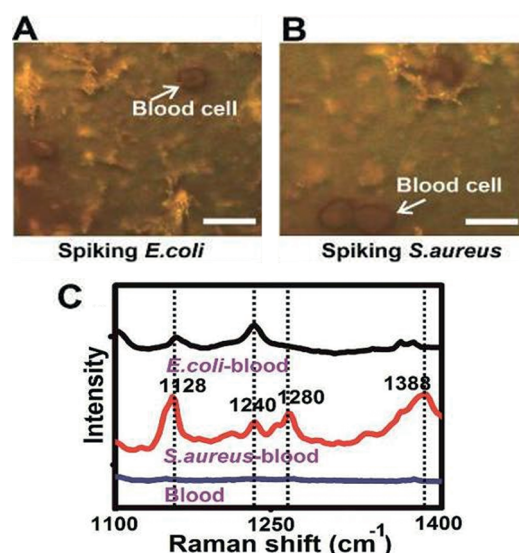 A
B
Blood cell
Blood cell
Spiking E.coli
Spiking S.aureus
C
Intensity
E.coli-blood
1128
1240
1280
1388
S.aureus-blood
Blood
1100
1250
1400
Raman shift (cm⁻¹)